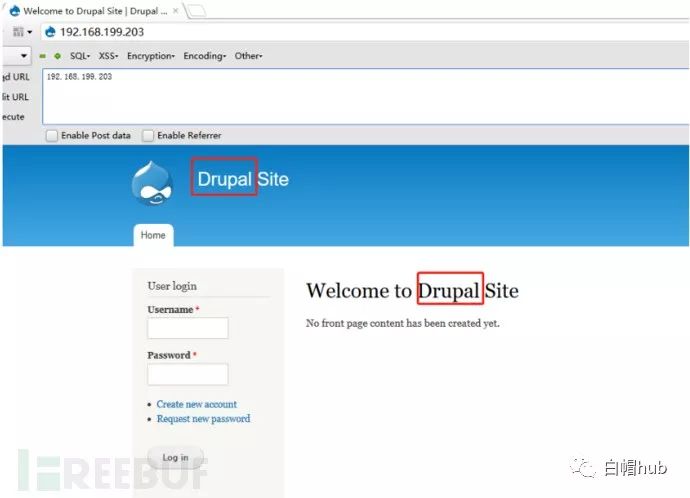 Welcome to Drupal Site | Drupal ... ×
192.168.199.203
SQL- XSS- Encryption- Encoding- Other-
ad URL
192.168.199.203
lit URL
ecute
Enable Post data Enable Referrer
Drupal Site
Home
User login
Username *
Password *
Create new account
Request new password
Log in
Welcome to Drupal Site
No front page content has been created yet.
FREEBUF
白帽hub